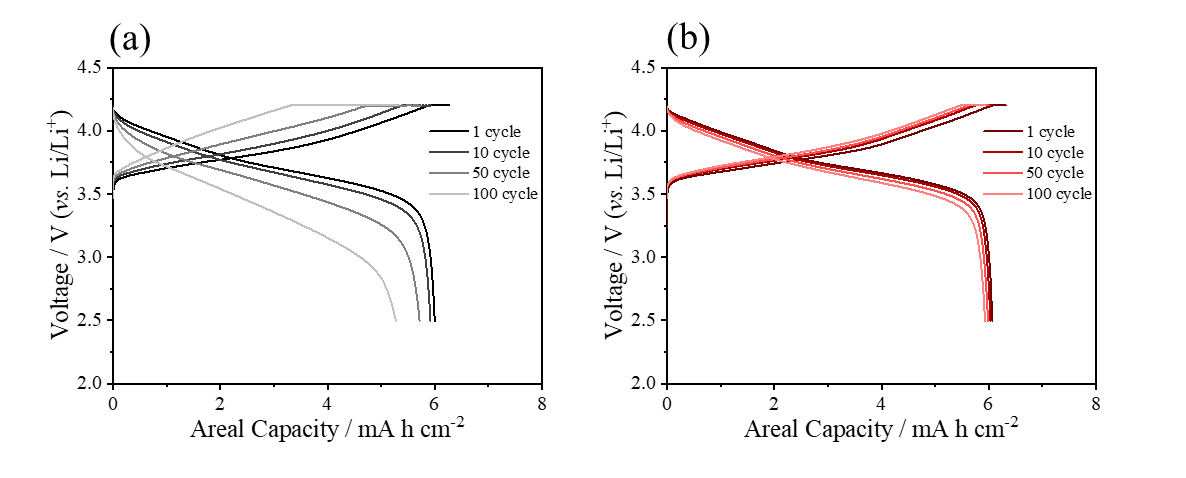 (a)
4.5
4.0
3.5
3.0
2.5
2.0
Voltage / V (vs. Li/Li⁺)
1 cycle
10 cycle
50 cycle
100 cycle
0 2 4 6 8
Areal Capacity / mA h cm⁻²
(b)
4.5
4.0
3.5
3.0
2.5
2.0
Voltage / V (vs. Li/Li⁺)
1 cycle
10 cycle
50 cycle
100 cycle
0 2 4 6 8
Areal Capacity / mA h cm⁻²